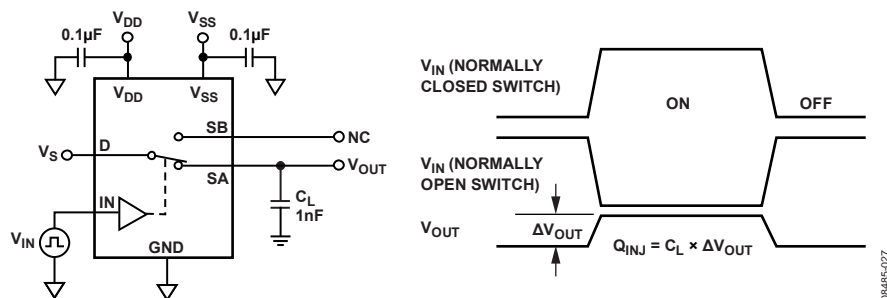 VDD
VSS
0.1µF
0.1µF
VDD
VSS
SB
NC
VS
D
SA
VOUT
IN
CL
1nF
VIN
GND
VIN (NORMALLY
CLOSED SWITCH)
ON
OFF
VIN (NORMALLY
OPEN SWITCH)
VOUT
ΔVOUT
QINJ = CL × ΔVOUT
08485-027